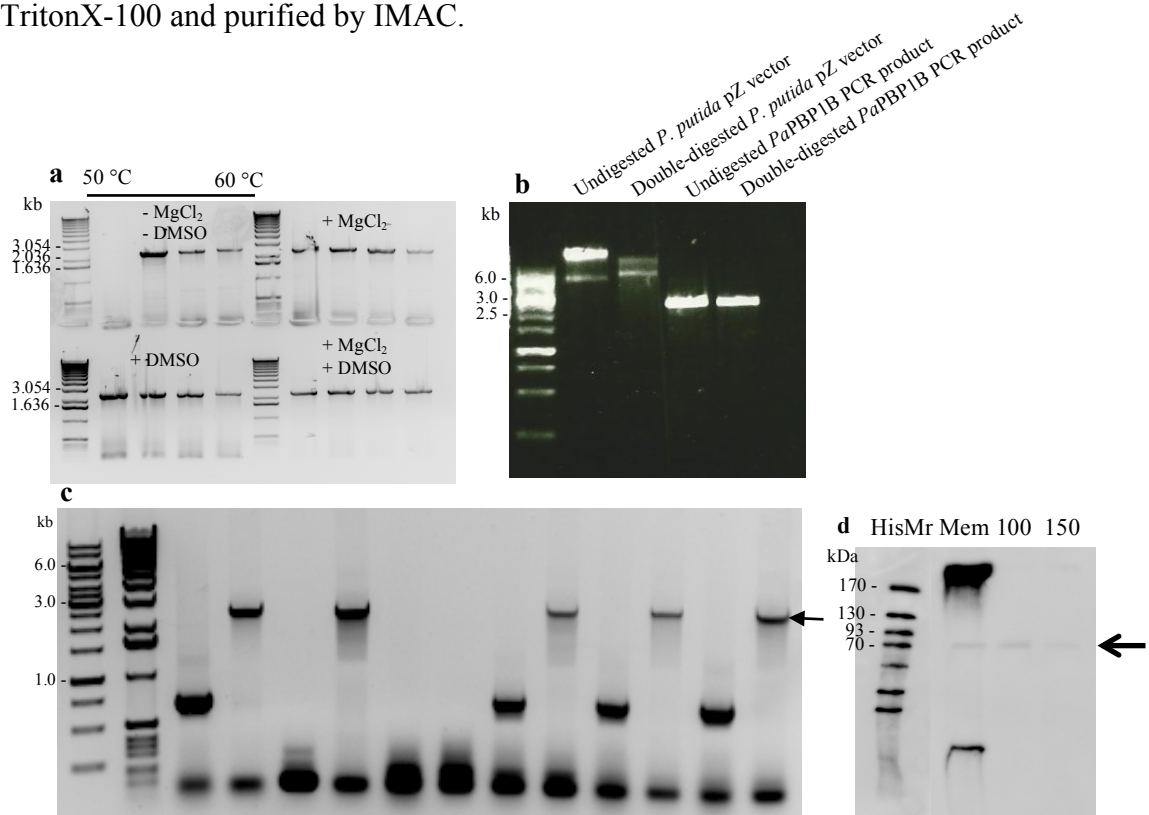 TritonX-100 and purified by IMAC.
Undigested P. putida pZ vector
Double-digested P. putida pZ vector
Undigested PaPBP1B PCR product
Double-digested PaPBP1B PCR product
a 50 °C 60 °C
kb
- MgCl₂
- DMSO
+ MgCl₂
3.054 -
2.036 -
1.636 -
+ DMSO
+ MgCl₂
+ DMSO
3.054 -
1.636 -
b
kb
6.0 -
3.0 -
2.5 -
c
kb
6.0 -
3.0 -
1.0 -
d HisMr Mem 100 150
kDa
170 -
130 -
93 -
70 -